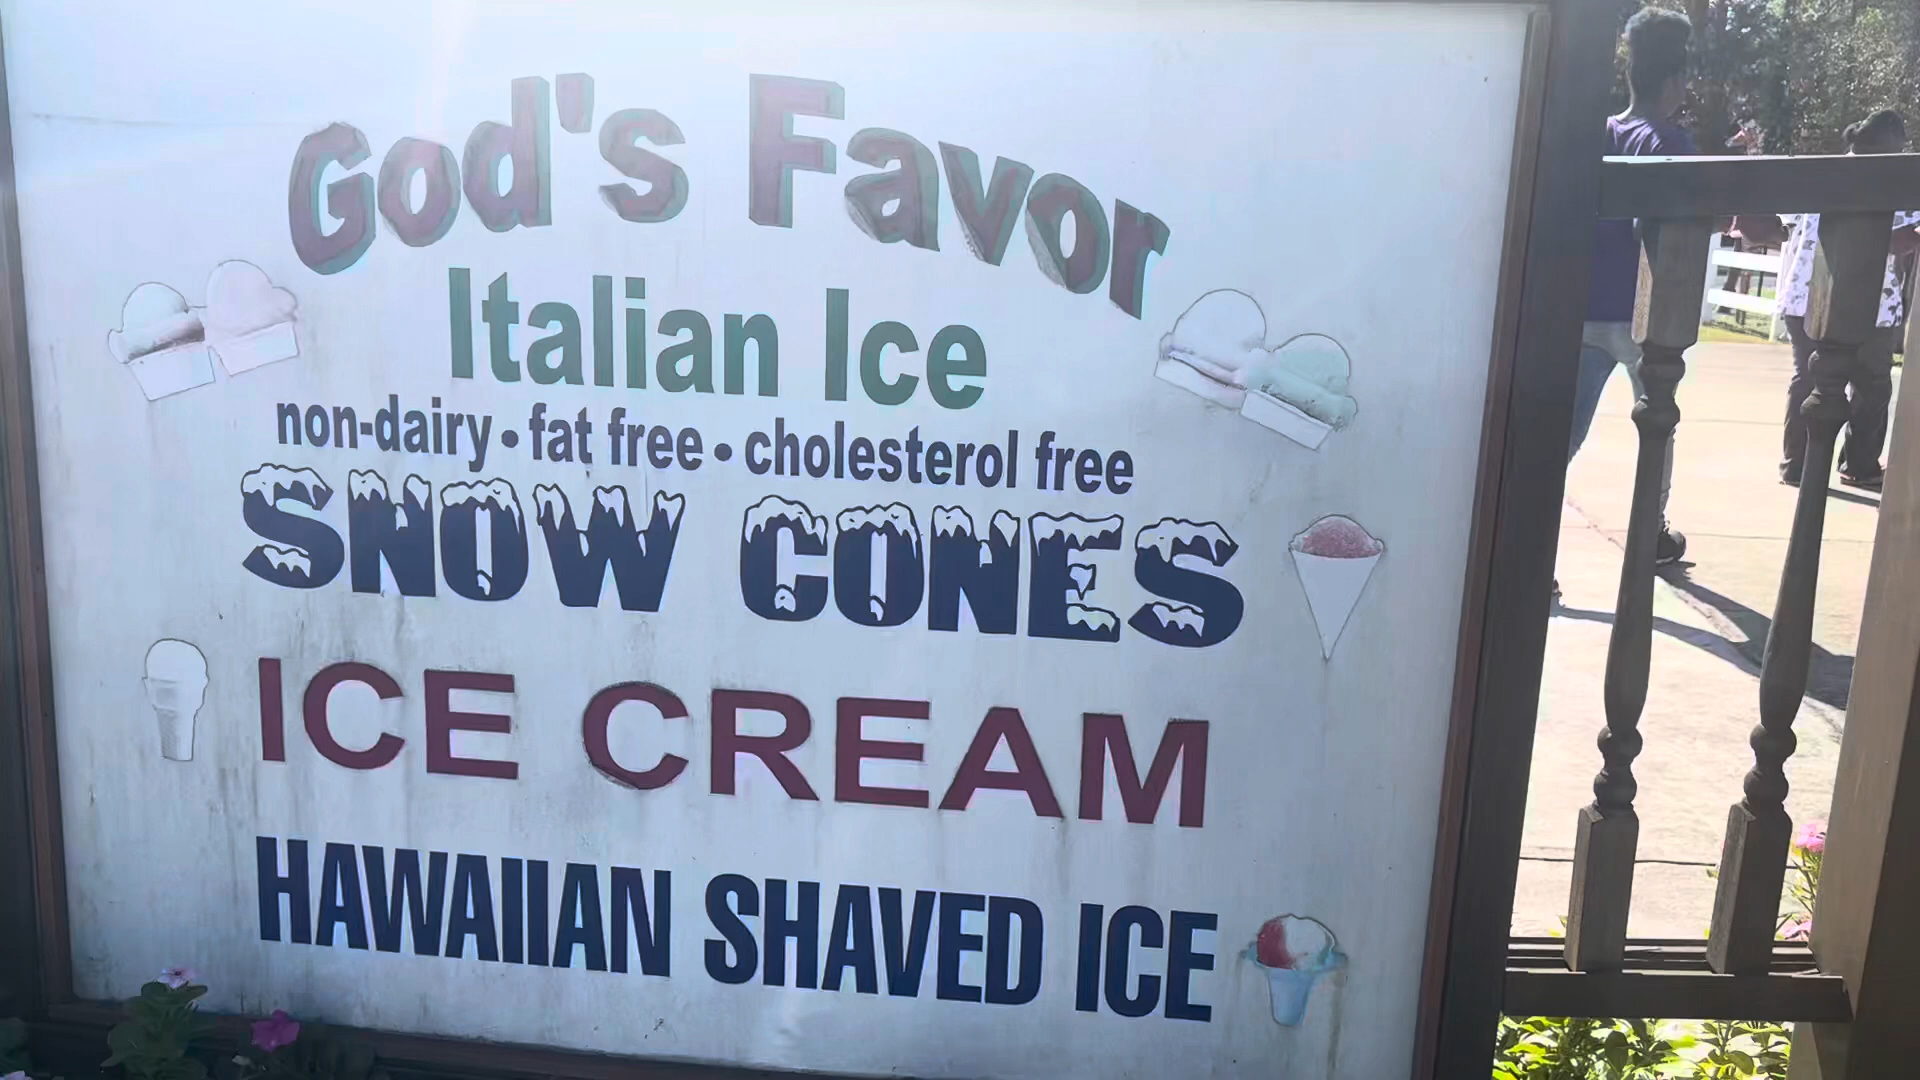 God's Favor
Italian Ice
non-dairy • fat free • cholesterol free
SNOW CONES
ICE CREAM
HAWAIIAN SHAVED ICE